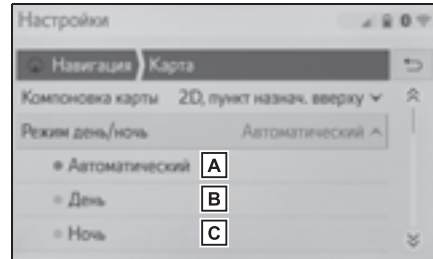 Настройки
Навигация Карта
Компоновка карты 2D, пункт назнач. вверху
Режим день/ночь Автоматический
Автоматический A
День B
Ночь C